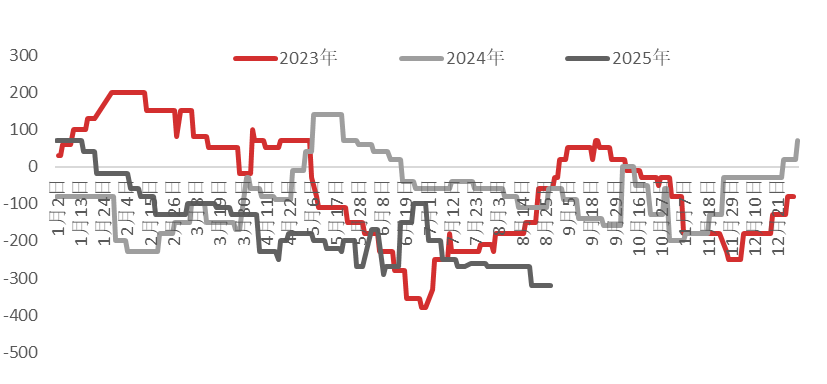 2023年
2024年
2025年
300
200
100
0
-100
-200
-300
-400
-500
1月2日
1月13日
1月24日
2月4日
2月15日
2月26日
3月8日
3月19日
3月30日
4月11日
4月22日
5月6日
5月17日
5月28日
6月8日
6月19日
7月1日
7月12日
7月23日
8月3日
8月14日
8月25日
9月5日
9月18日
9月29日
10月16日
10月27日
11月7日
11月18日
11月29日
12月10日
12月21日